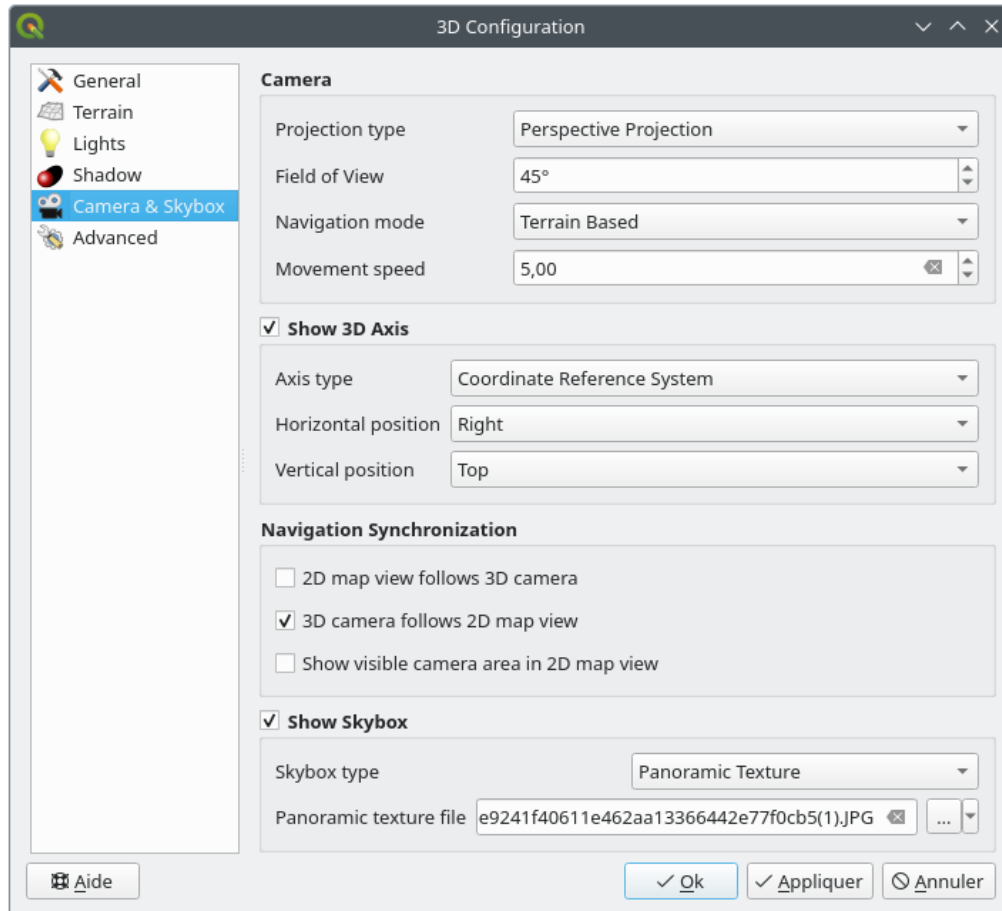 3D Configuration
General
Terrain
Lights
Shadow
Camera & Skybox
Advanced
Camera
Projection type Perspective Projection
Field of View 45°
Navigation mode Terrain Based
Movement speed 5,00
Show 3D Axis
Axis type Coordinate Reference System
Horizontal position Right
Vertical position Top
Navigation Synchronization
2D map view follows 3D camera
3D camera follows 2D map view
Show visible camera area in 2D map view
Show Skybox
Skybox type Panoramic Texture
Panoramic texture file e9241f40611e462aa13366442e77f0cb5(1).JPG ...
Aide Ok Appliquer Annuler